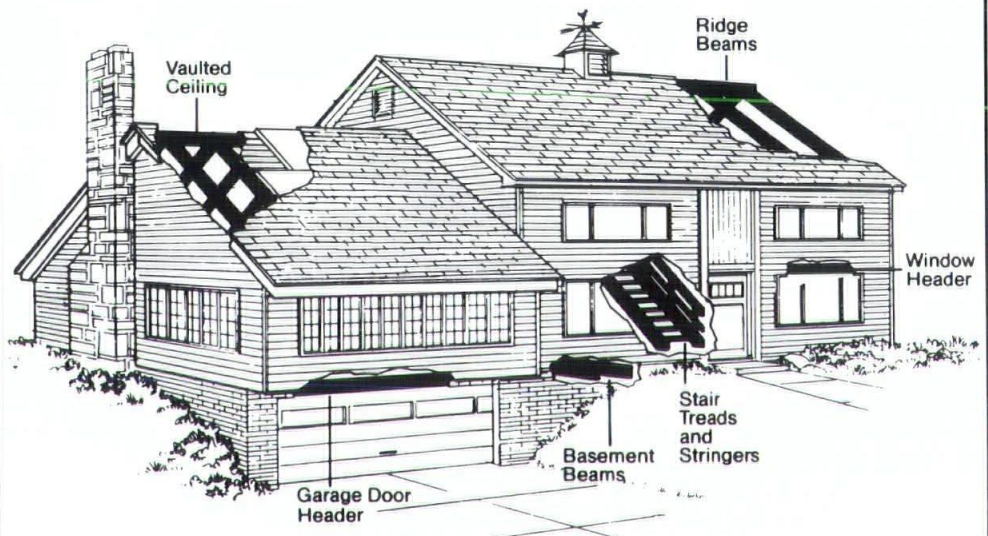 Ridge
Beams
Vaulted
Ceiling
Window
Header
Stair
Treads
and
Stringers
Basement
Beams
Garage Door
Header